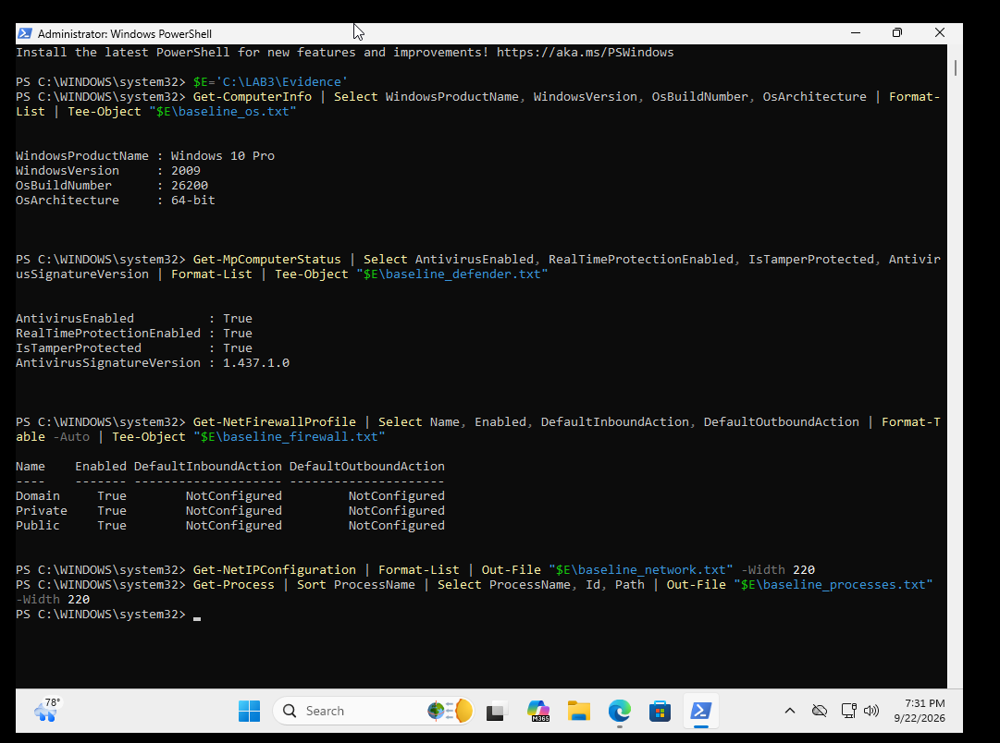 Administrator: Windows PowerShell
Install the latest PowerShell for new features and improvements! https://aka.ms/PSWindows
PS C:\WINDOWS\system32> $E='C:\LAB3\Evidence'
PS C:\WINDOWS\system32> Get-ComputerInfo | Select WindowsProductName, WindowsVersion, OsBuildNumber, OsArchitecture | Format-
List | Tee-Object "$E\baseline_os.txt"
WindowsProductName : Windows 10 Pro
WindowsVersion     : 2009
OsBuildNumber      : 26200
OsArchitecture     : 64-bit
PS C:\WINDOWS\system32> Get-MpComputerStatus | Select AntivirusEnabled, RealTimeProtectionEnabled, IsTamperProtected, Antivir
usSignatureVersion | Format-List | Tee-Object "$E\baseline_defender.txt"
AntivirusEnabled          : True
RealTimeProtectionEnabled : True
IsTamperProtected         : True
AntivirusSignatureVersion : 1.437.1.0
PS C:\WINDOWS\system32> Get-NetFirewallProfile | Select Name, Enabled, DefaultInboundAction, DefaultOutboundAction | Format-T
able -Auto | Tee-Object "$E\baseline_firewall.txt"
Name    Enabled DefaultInboundAction DefaultOutboundAction
----    ------- -------------------- ---------------------
Domain     True        NotConfigured         NotConfigured
Private    True        NotConfigured         NotConfigured
Public     True        NotConfigured         NotConfigured
PS C:\WINDOWS\system32> Get-NetIPConfiguration | Format-List | Out-File "$E\baseline_network.txt" -Width 220
PS C:\WINDOWS\system32> Get-Process | Sort ProcessName | Select ProcessName, Id, Path | Out-File "$E\baseline_processes.txt"
-Width 220
PS C:\WINDOWS\system32>
78°
Search
M365
7:31 PM
9/22/2026